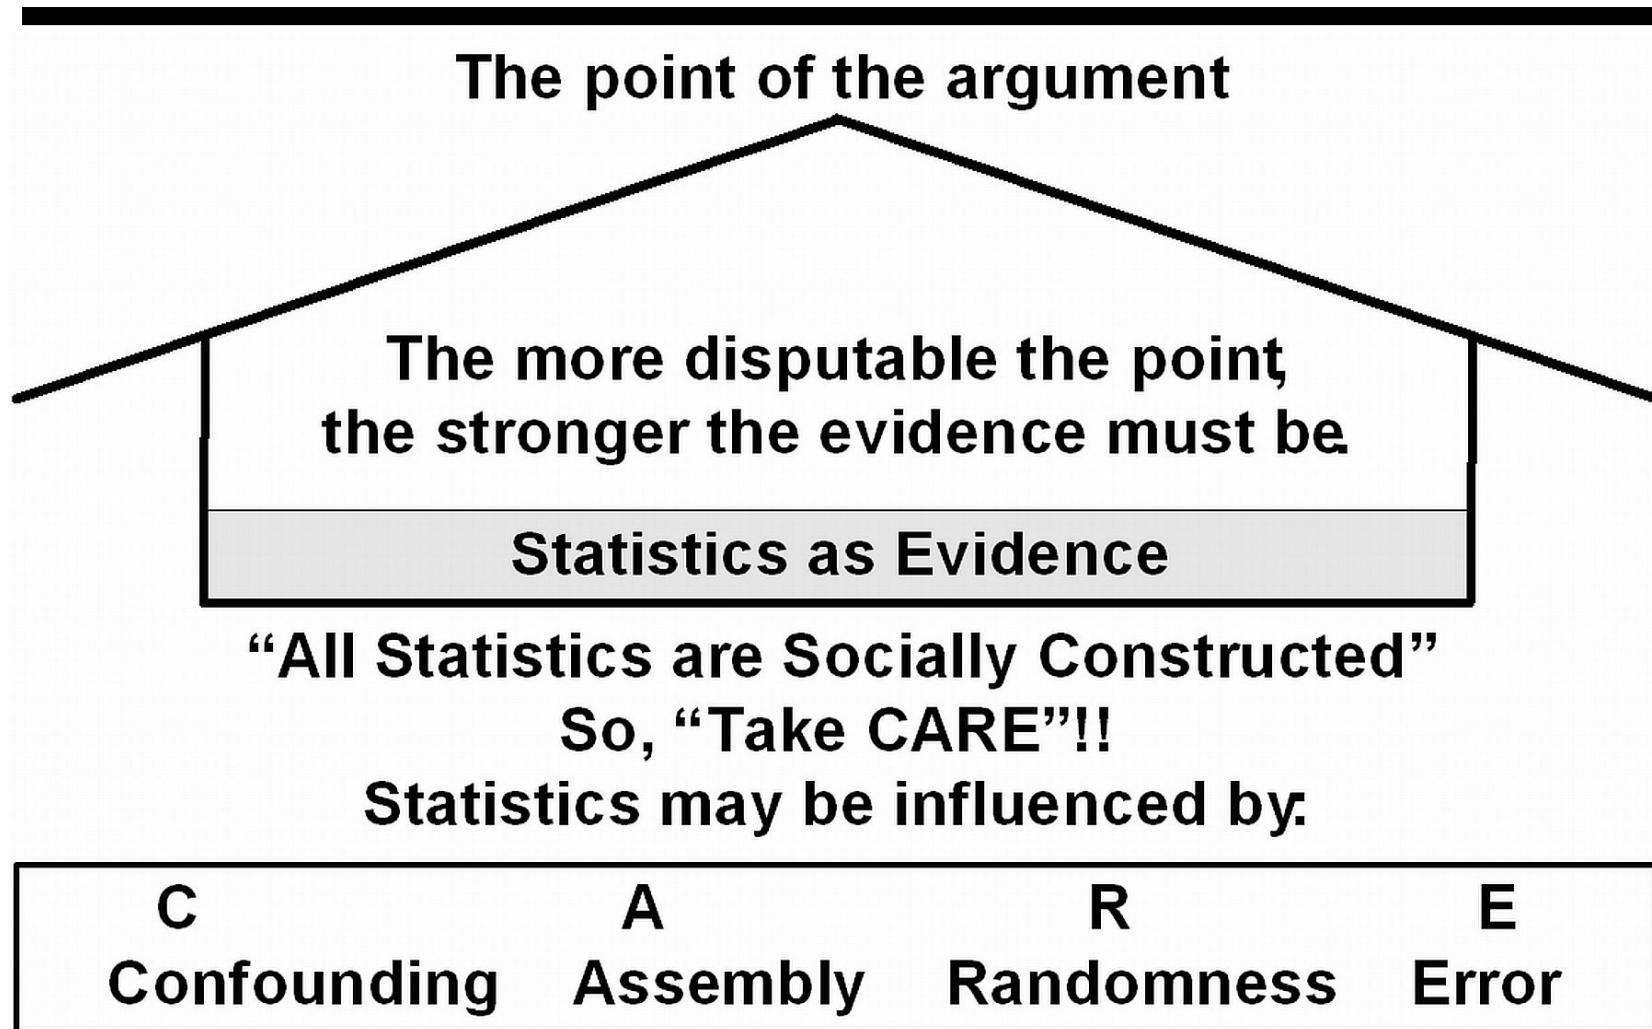 The point of the argument
The more disputable the point,
the stronger the evidence must be.
Statistics as Evidence
“All Statistics are Socially Constructed”
So, “Take CARE”!!
Statistics may be influenced by:
C A R E
Confounding Assembly Randomness Error